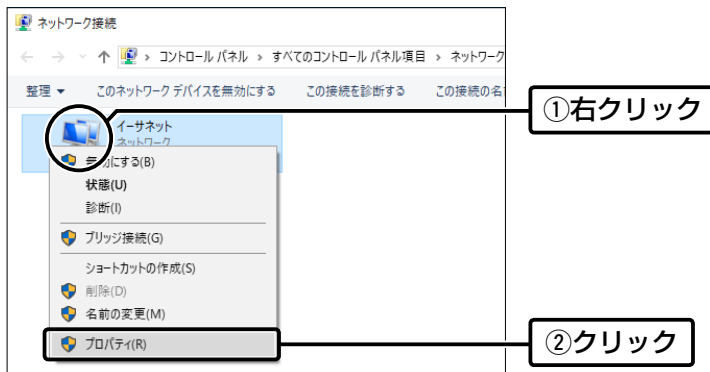 ネットワーク接続
コントロール パネル › すべてのコントロール パネル項目 › ネットワーク
整理 このネットワーク デバイスを無効にする この接続を診断する この接続の名
①右クリック
イーサネット
ネットワーク
無効にする(B)
状態(U)
診断(I)
ブリッジ接続(G)
ショートカットの作成(S)
削除(D)
名前の変更(M)
プロパティ(R)
②クリック